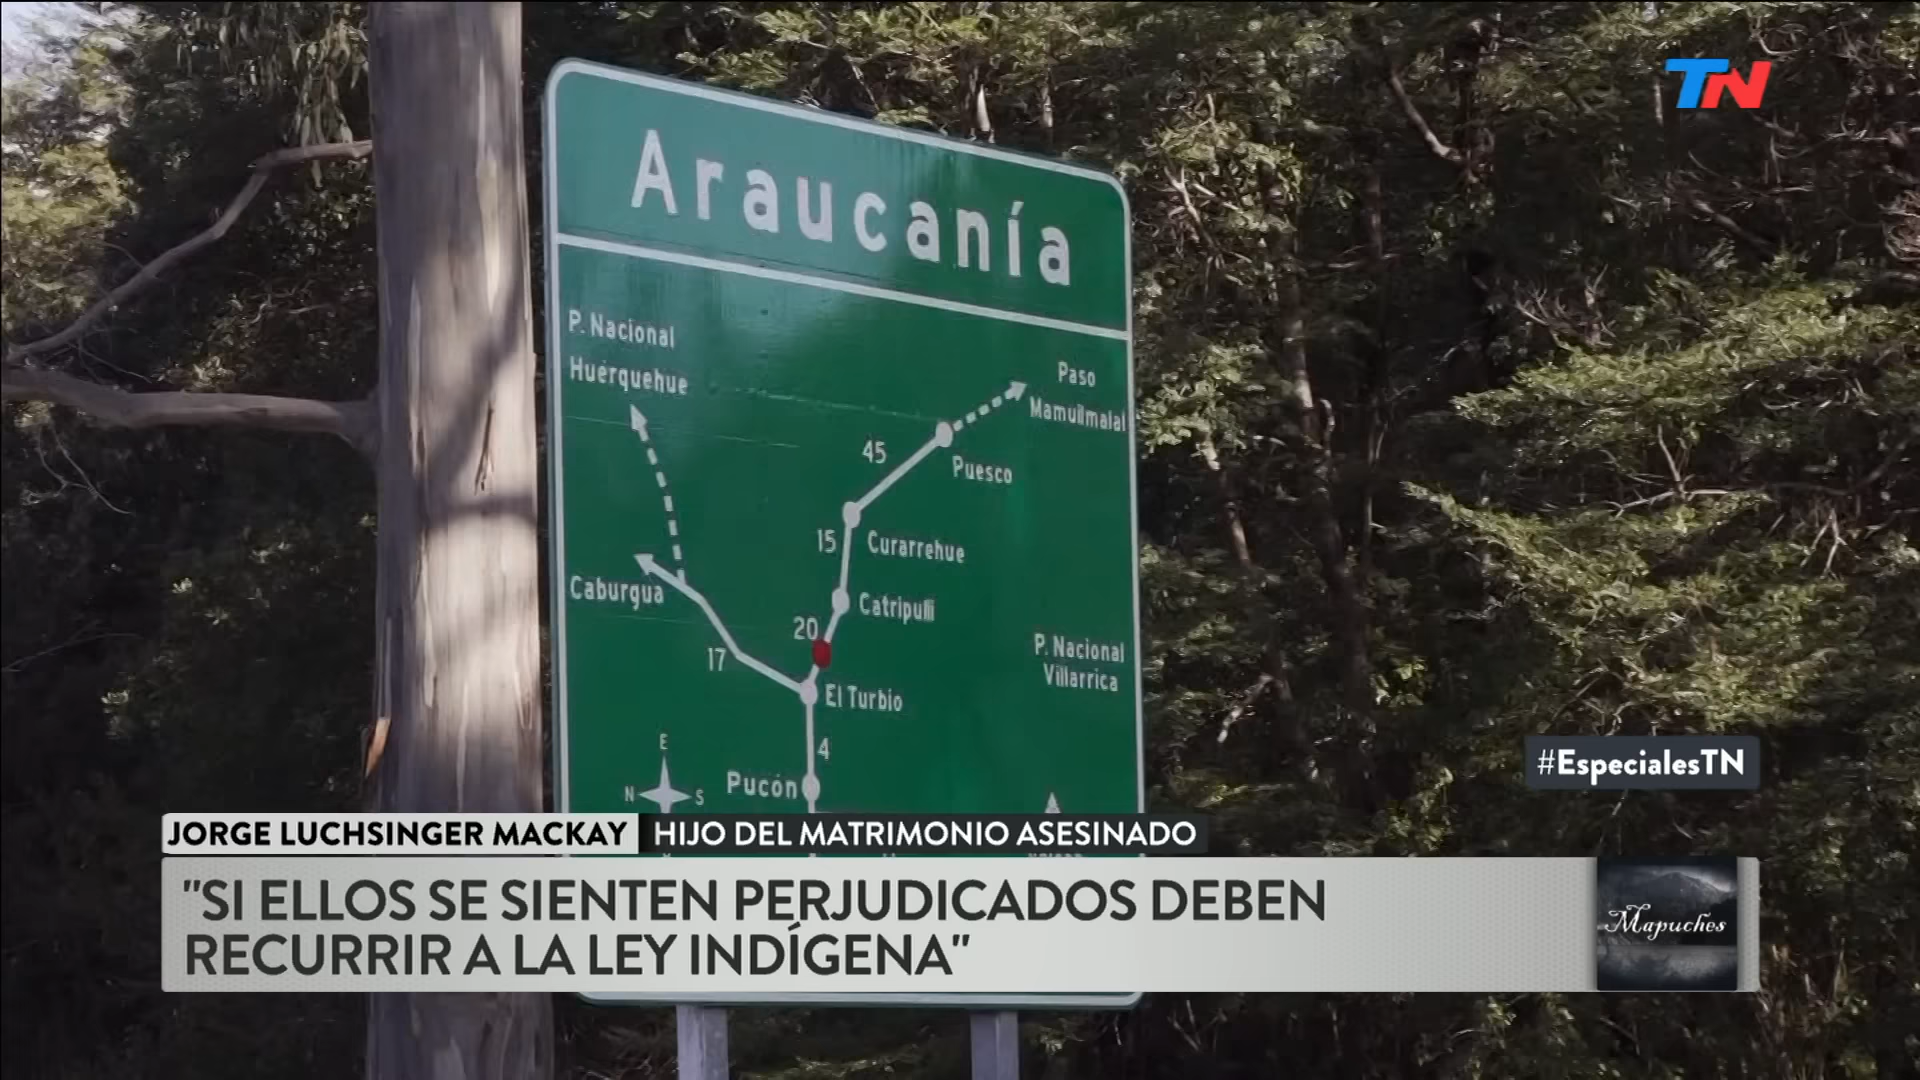 TN
Araucanía
P. Nacional
Huerquehue
Paso
Mamuilmalal
45
Puesco
15
Curarrehue
Caburgua
Catripulli
20
17
P. Nacional
Villarrica
El Turbio
E
4
N
S
Pucón
#EspecialesTN
JORGE LUCHSINGER MACKAY
HIJO DEL MATRIMONIO ASESINADO
"SI ELLOS SE SIENTEN PERJUDICADOS DEBEN
RECURRIR A LA LEY INDÍGENA"
Mapuches